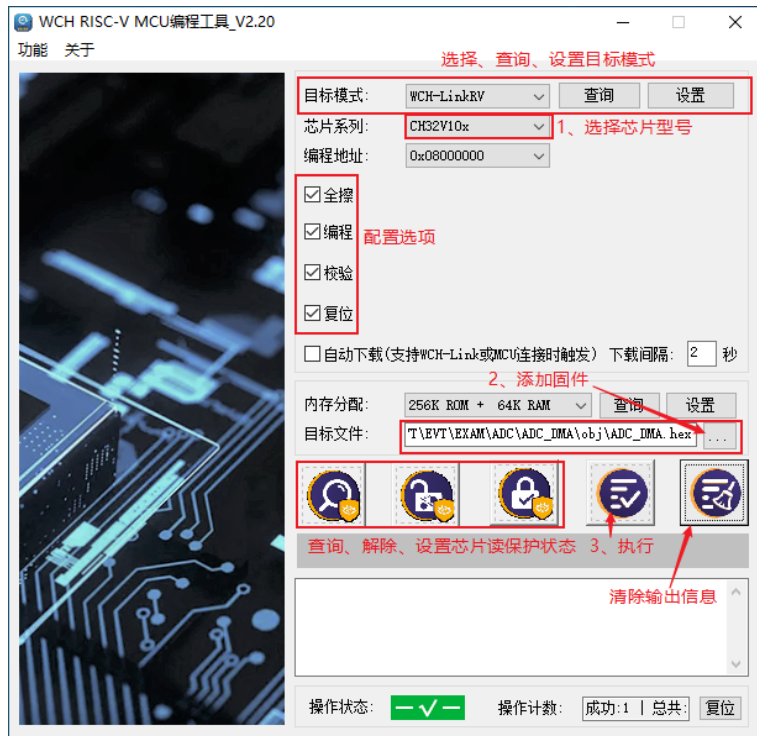 WCH RISC-V MCU编程工具_V2.20
功能 关于
选择、查询、设置目标模式
目标模式: WCH-LinkRV 查询 设置
芯片系列: CH32V10x 1、选择芯片型号
编程地址: 0x08000000
全擦
编程
配置选项
校验
复位
自动下载(支持WCH-Link或MCU连接时触发) 下载间隔: 2 秒
2、添加固件
内存分配: 256K ROM + 64K RAM 查询 设置
目标文件: T\EVT\EXAM\ADC\ADC_DMA\obj\ADC_DMA.hex ...
查询、解除、设置芯片读保护状态 3、执行
清除输出信息
操作状态: 操作计数: 成功:1 | 总共: 复位